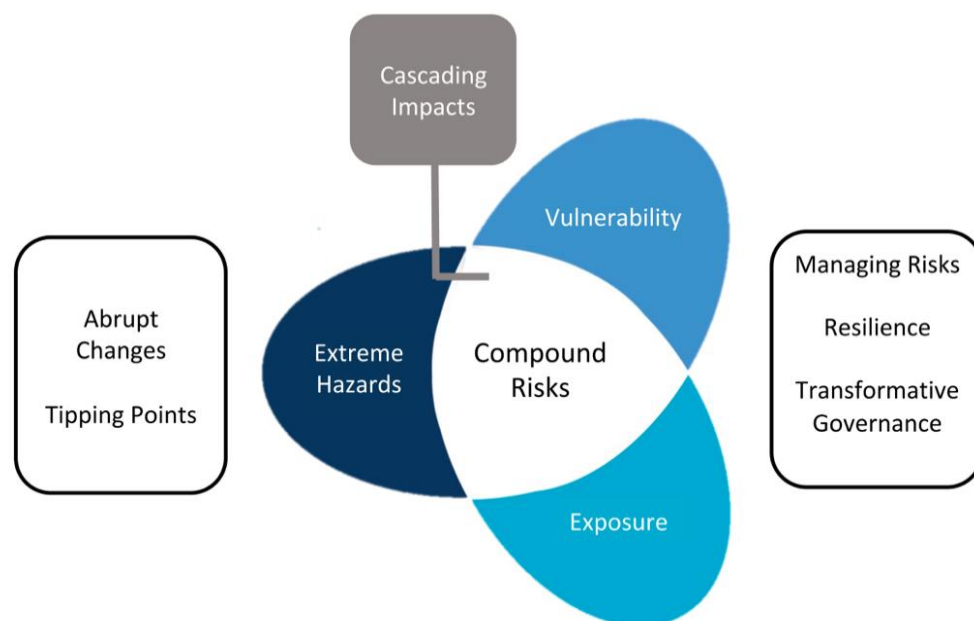 Cascading
Impacts
Vulnerability
Abrupt
Changes
Tipping Points
Extreme
Hazards
Compound
Risks
Managing Risks
Resilience
Transformative
Governance
Exposure